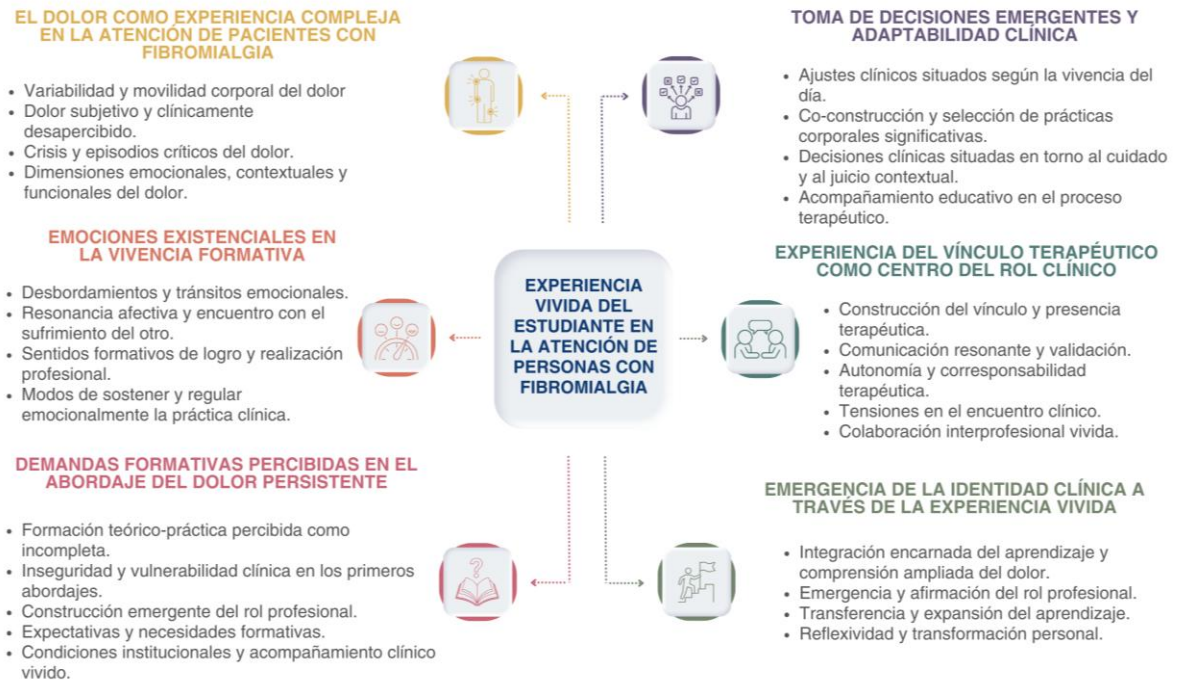 EL DOLOR COMO EXPERIENCIA COMPLEJA
EN LA ATENCIÓN DE PACIENTES CON
FIBROMIALGIA
• Variabilidad y movilidad corporal del dolor
• Dolor subjetivo y clínicamente
desapercibido.
• Crisis y episodios críticos del dolor.
• Dimensiones emocionales, contextuales y
funcionales del dolor.
TOMA DE DECISIONES EMERGENTES Y
ADAPTABILIDAD CLÍNICA
• Ajustes clínicos situados según la vivencia del
día.
• Co-construcción y selección de prácticas
corporales significativas.
• Decisiones clínicas situadas en torno al cuidado
y al juicio contextual.
• Acompañamiento educativo en el proceso
terapéutico.
EMOCIONES EXISTENCIALES EN
LA VIVENCIA FORMATIVA
• Desbordamientos y tránsitos emocionales.
• Resonancia afectiva y encuentro con el
sufrimiento del otro.
• Sentidos formativos de logro y realización
profesional.
• Modos de sostener y regular
emocionalmente la práctica clínica.
EXPERIENCIA
VIVIDA DEL
ESTUDIANTE EN
LA ATENCIÓN DE
PERSONAS CON
FIBROMIALGIA
EXPERIENCIA DEL VÍNCULO TERAPÉUTICO
COMO CENTRO DEL ROL CLÍNICO
• Construcción del vínculo y presencia
terapéutica.
• Comunicación resonante y validación.
• Autonomía y corresponsabilidad
terapéutica.
• Tensiones en el encuentro clínico.
• Colaboración interprofesional vivida.
DEMANDAS FORMATIVAS PERCIBIDAS EN EL
ABORDAJE DEL DOLOR PERSISTENTE
• Formación teórico-práctica percibida como
incompleta.
• Inseguridad y vulnerabilidad clínica en los primeros
abordajes.
• Construcción emergente del rol profesional.
• Expectativas y necesidades formativas.
• Condiciones institucionales y acompañamiento clínico
vivido.
?
EMERGENCIA DE LA IDENTIDAD CLÍNICA A
TRAVÉS DE LA EXPERIENCIA VIVIDA
• Integración encarnada del aprendizaje y
comprensión ampliada del dolor.
• Emergencia y afirmación del rol profesional.
• Transferencia y expansión del aprendizaje.
• Reflexividad y transformación personal.